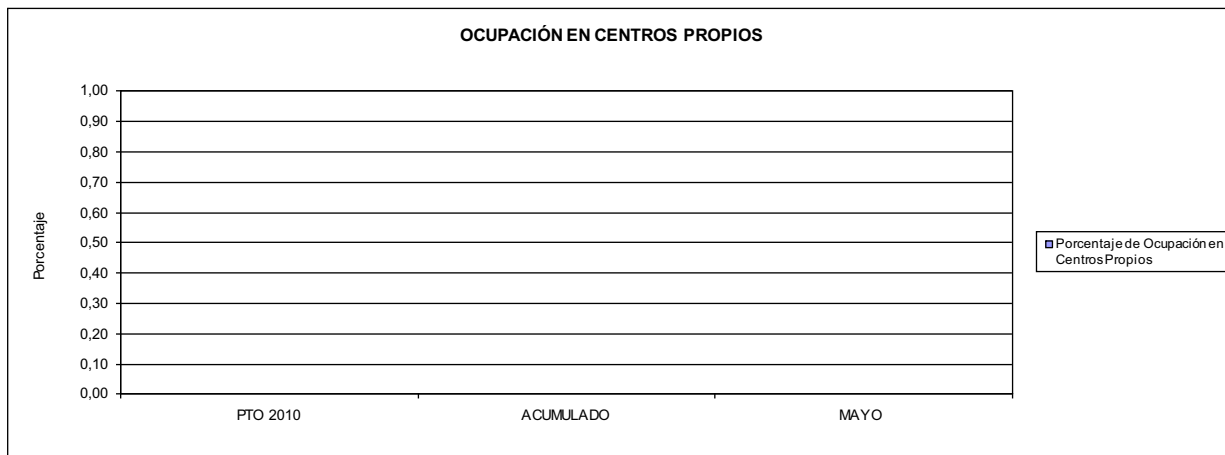 OCUPACIÓN EN CENTROS PROPIOS
1,00
0,90
0,80
0,70
0,60
0,50
0,40
0,30
0,20
0,10
0,00
Porcentaje
PTO 2010
ACUMULADO
MAYO
Porcentaje de Ocupación en
Centros Propios